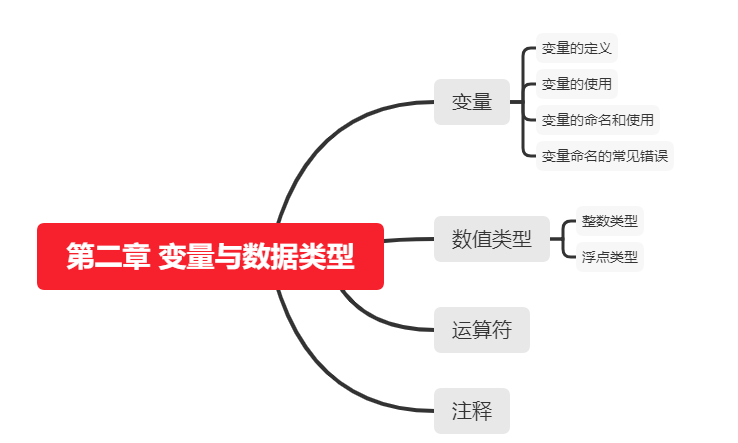 第二章 变量与数据类型
变量
变量的定义
变量的使用
变量的命名和使用
变量命名的常见错误
数值类型
整数类型
浮点类型
运算符
注释